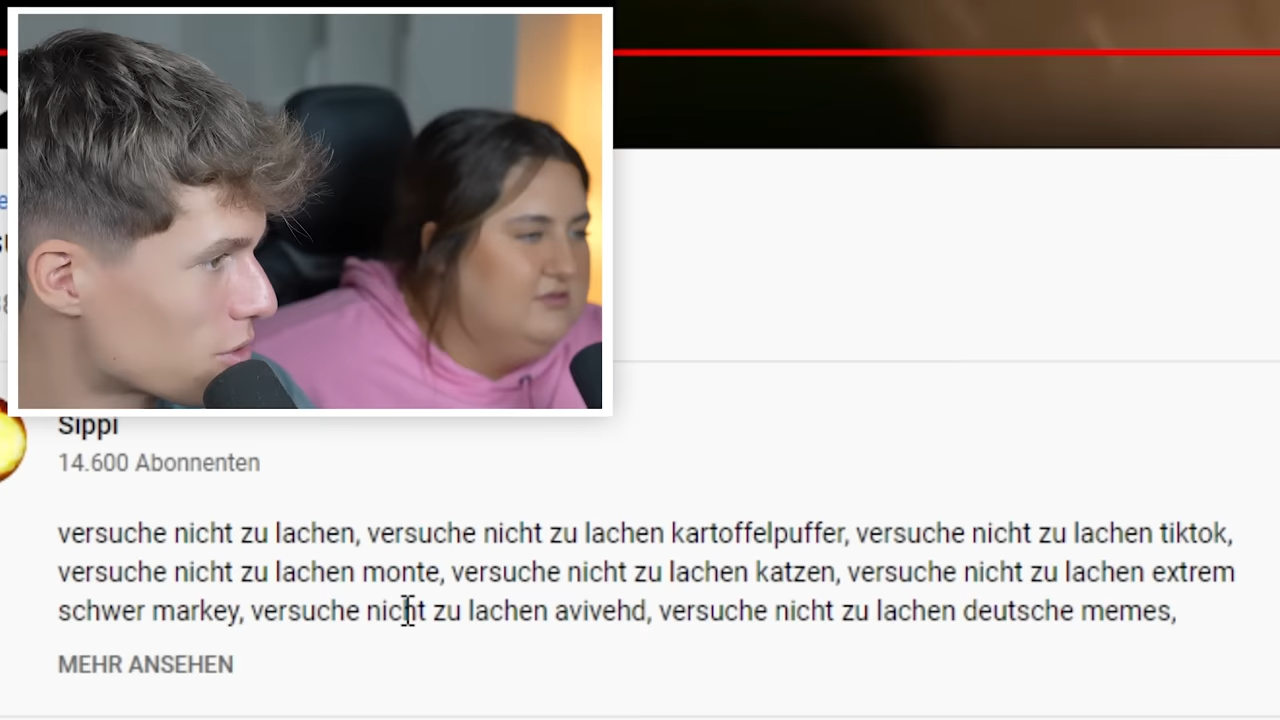 Sippi
14.600 Abonnenten
versuche nicht zu lachen, versuche nicht zu lachen kartoffelpuffer, versuche nicht zu lachen tiktok,
versuche nicht zu lachen monte, versuche nicht zu lachen katzen, versuche nicht zu lachen extrem
schwer markey, versuche nicht zu lachen avivehd, versuche nicht zu lachen deutsche memes,
MEHR ANSEHEN